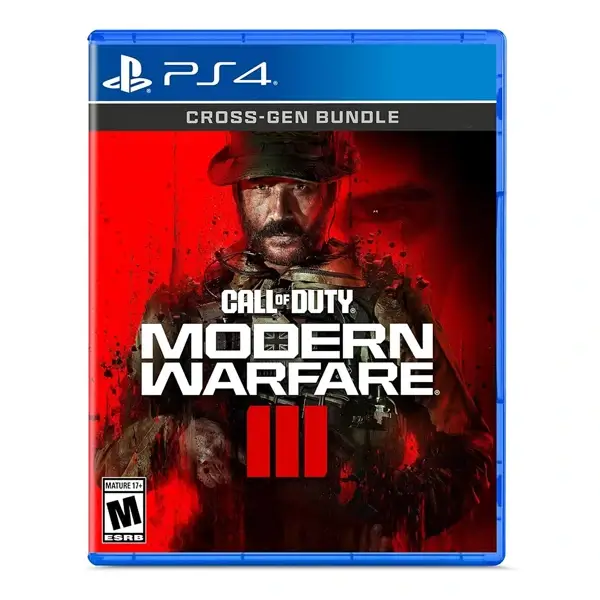 PS4
CROSS-GEN BUNDLE
CALL OF DUTY®
MODERN
WARFARE®
III
MATURE 17+
M
ESRB